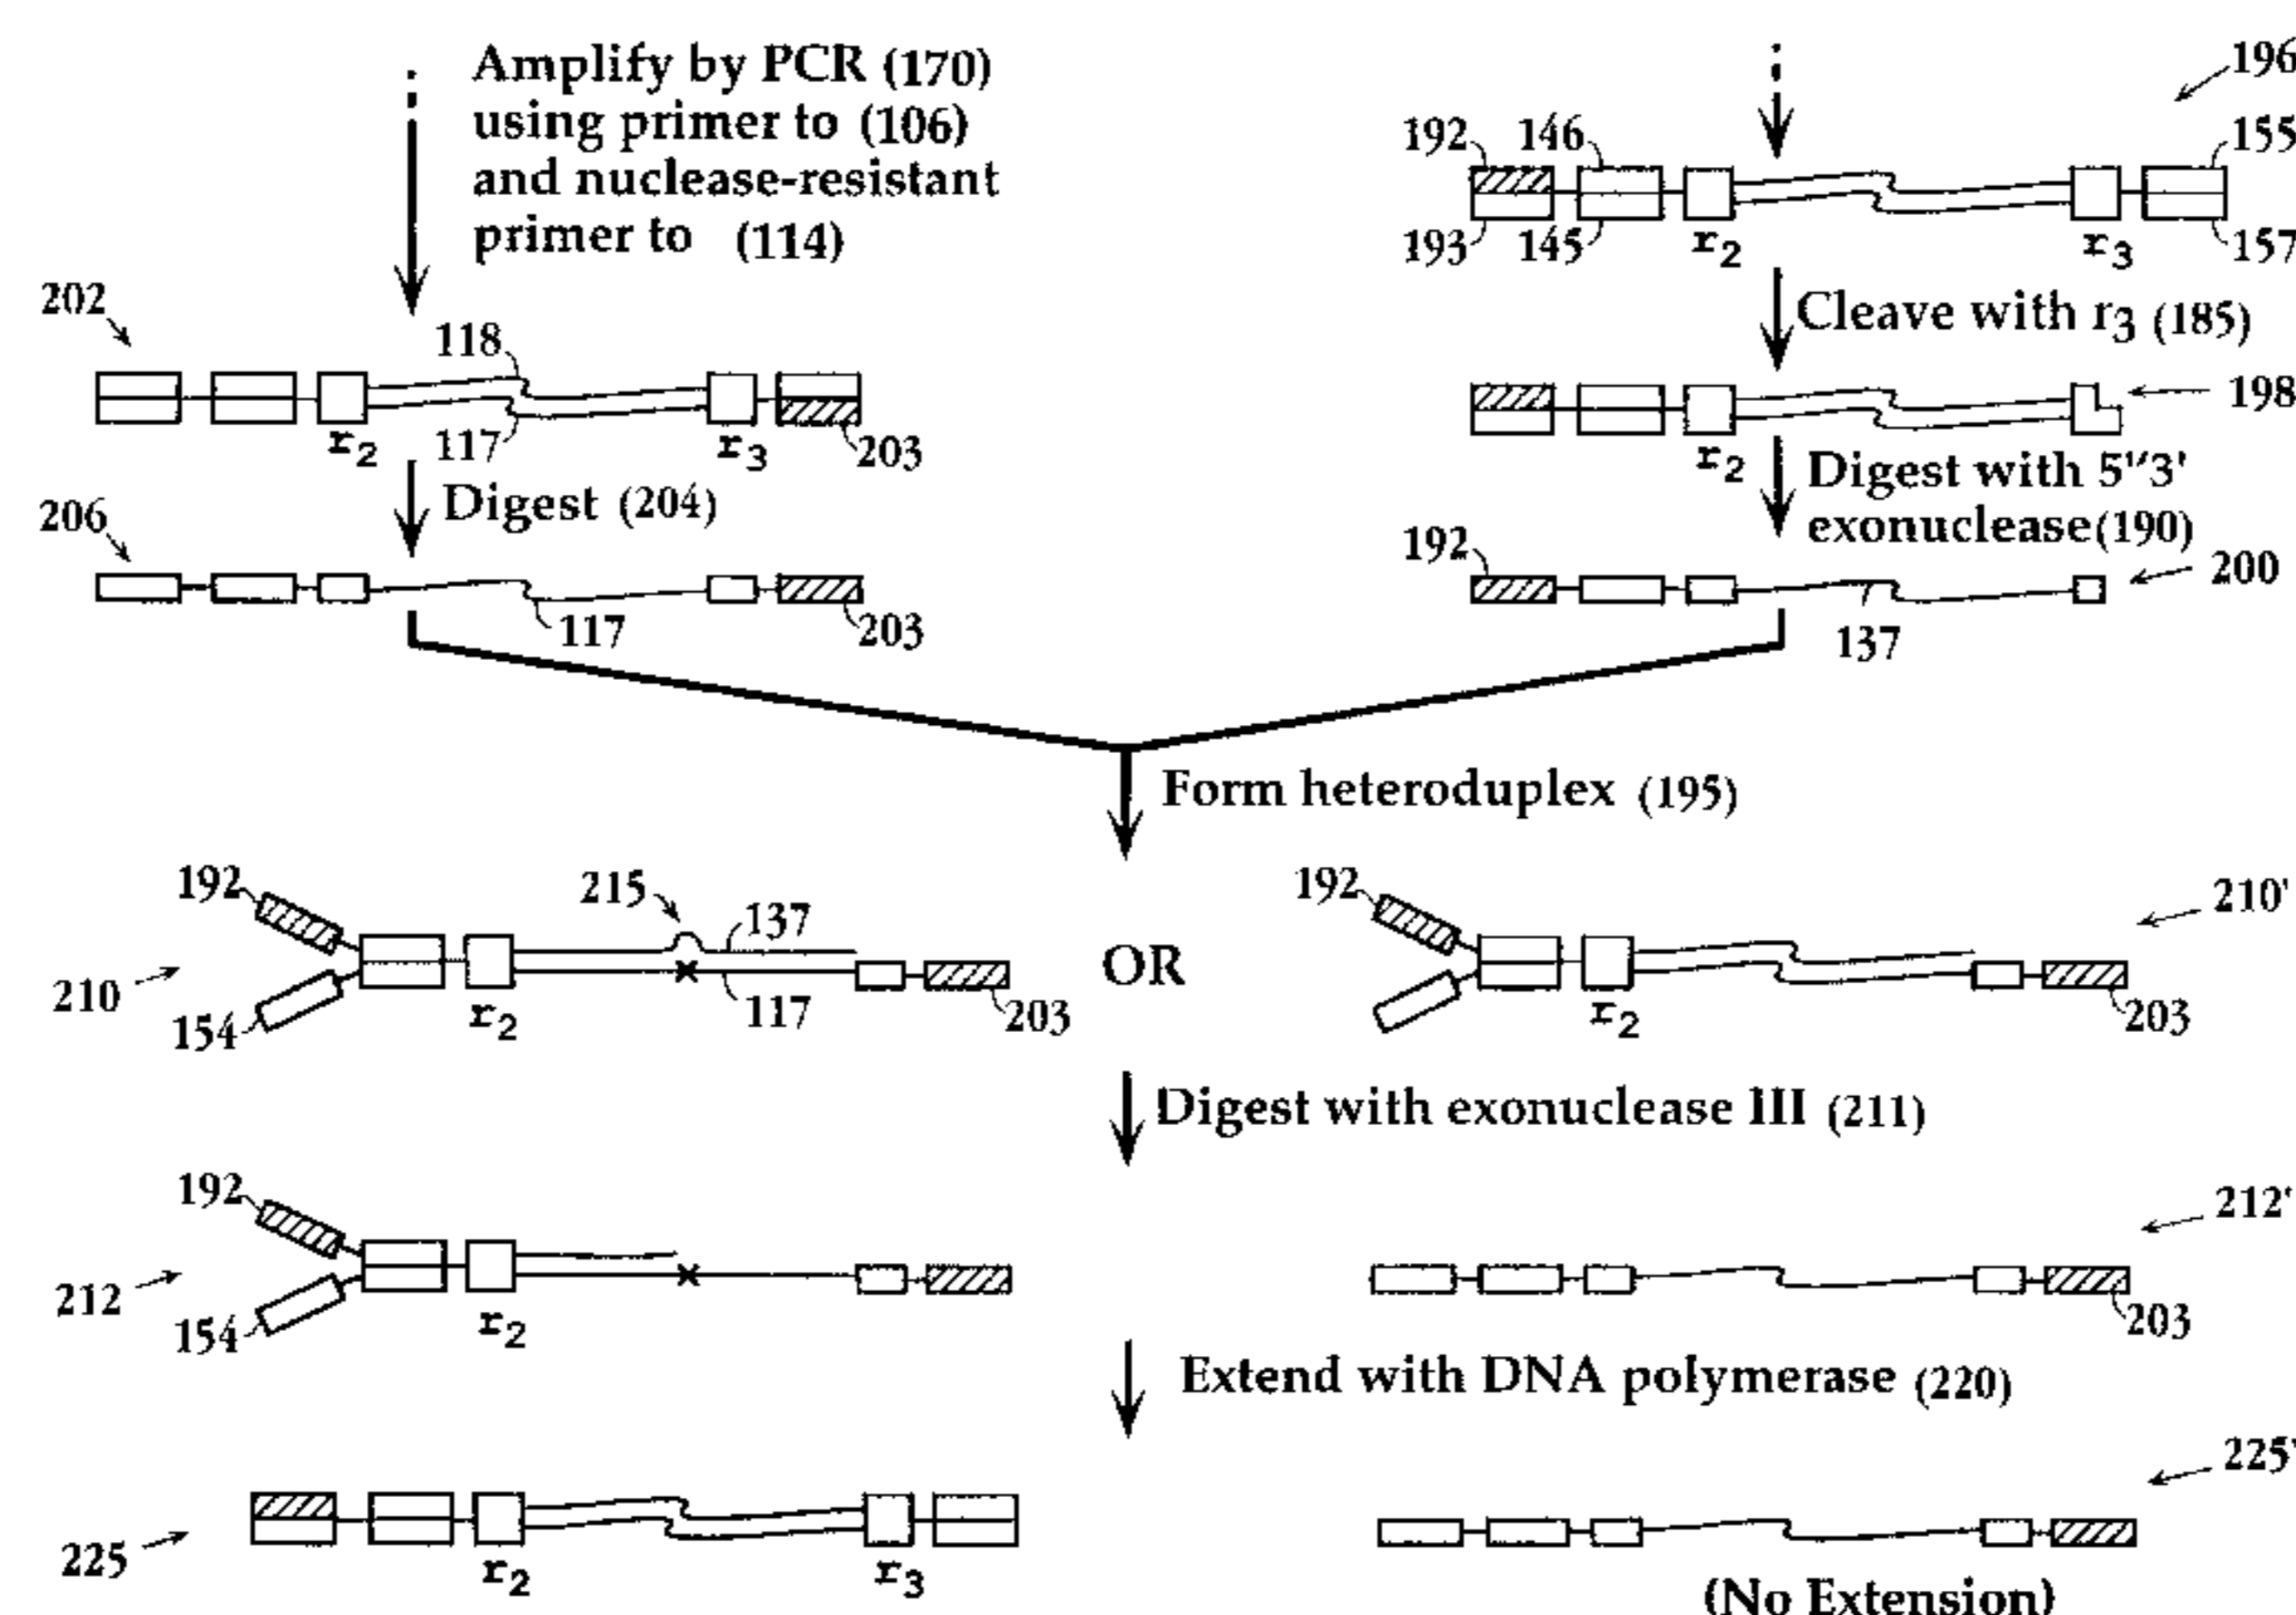 Amplify by PCR (170)
using primer to (106)
and nuclease-resistant
primer to (114)
196
192 146 155
193 145 r2 r3 157
202
118
Cleave with r3 (185)
198
r2 117 r3 203
r2
Digest with 5''3'
exonuclease(190)
Digest (204)
206
192
200
117 203
137
Form heteroduplex (195)
192 215 137
192 210'
OR
210
154 r2 117 203
r2 203
Digest with exonuclease III (211)
192
212'
212
154 r2
203
Extend with DNA polymerase (220)
225'
225
r2 r3
(No Extension)